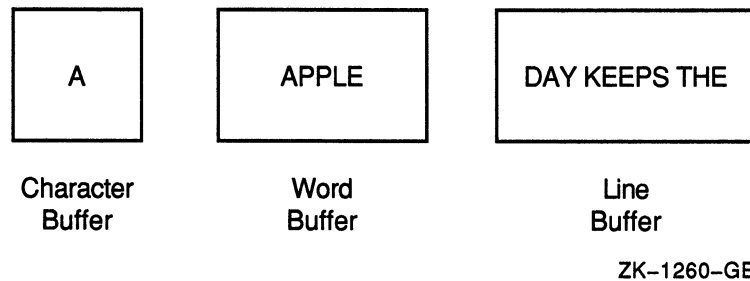 A
APPLE
DAY KEEPS THE
Character
Buffer
Word
Buffer
Line
Buffer
ZK–1260–GE